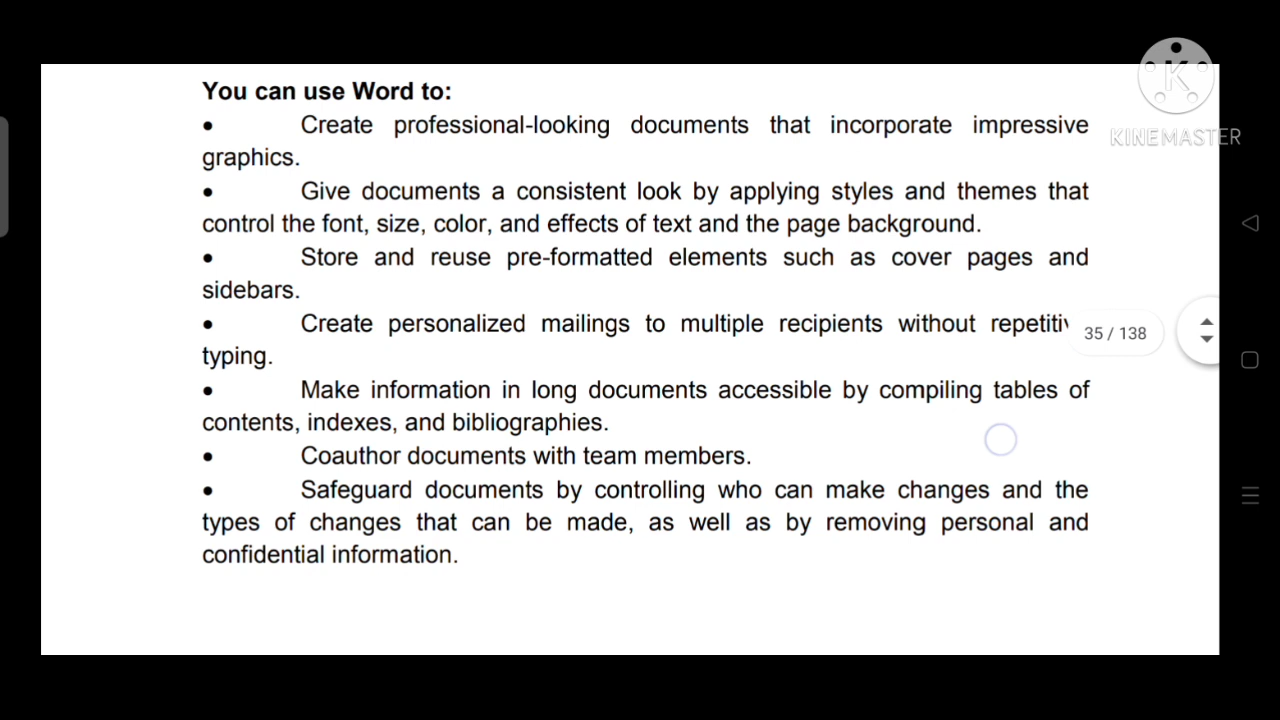 You can use Word to:
• Create professional-looking documents that incorporate impressive
graphics.
• Give documents a consistent look by applying styles and themes that
control the font, size, color, and effects of text and the page background.
• Store and reuse pre-formatted elements such as cover pages and
sidebars.
• Create personalized mailings to multiple recipients without
typing.
• Make information in long documents accessible by compiling tables of
contents, indexes, and bibliographies.
• Coauthor documents with team members.
• Safeguard documents by controlling who can make changes and the
types of changes that can be made, as well as by removing personal and
confidential information.
35 / 138
K
KINEMASTER